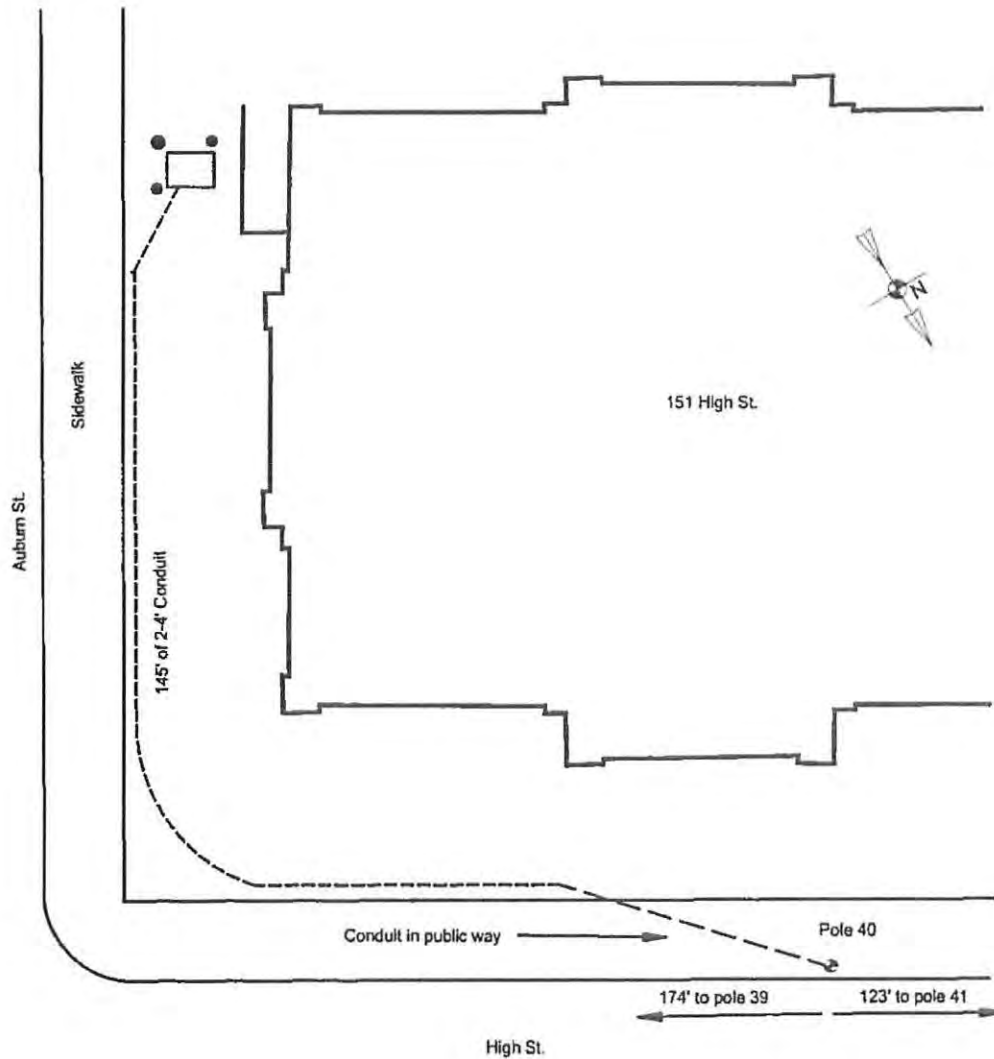 N
151 High St.
Sidewalk
Auburn St.
145' of 2-4' Conduit
Conduit in public way
Pole 40
174' to pole 39
123' to pole 41
High St.